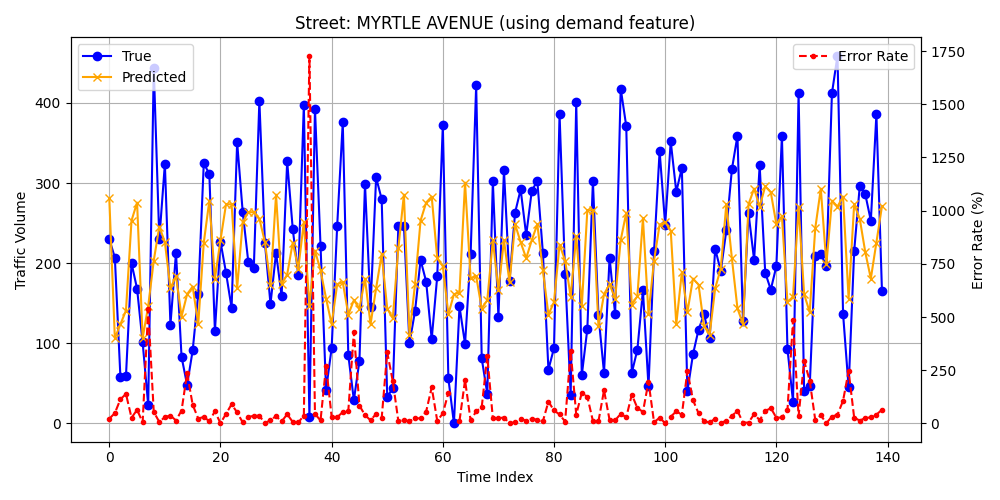 Street: MYRTLE AVENUE (using demand feature)
True
Predicted
Error Rate
Traffic Volume
400
300
200
100
0
1750
1500
1250
1000
750
500
250
0
Error Rate (%)
0 20 40 60 80 100 120 140
Time Index